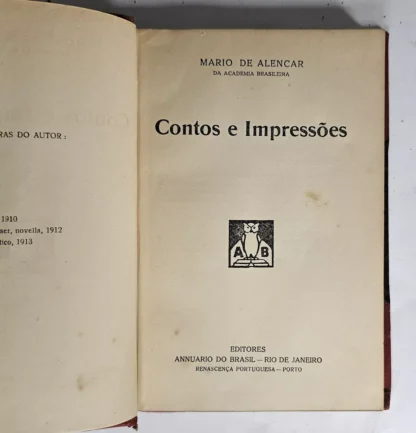 RAS DO AUTOR:
1910
ser, novella, 1912
tico, 1913
MARIO DE ALENCAR
DA ACADEMIA BRASILEIRA
Contos e Impressões
A B
EDITORES
ANNUARIO DO BRASIL — RIO DE JANEIRO
RENASCENÇA PORTUGUESA — PORTO